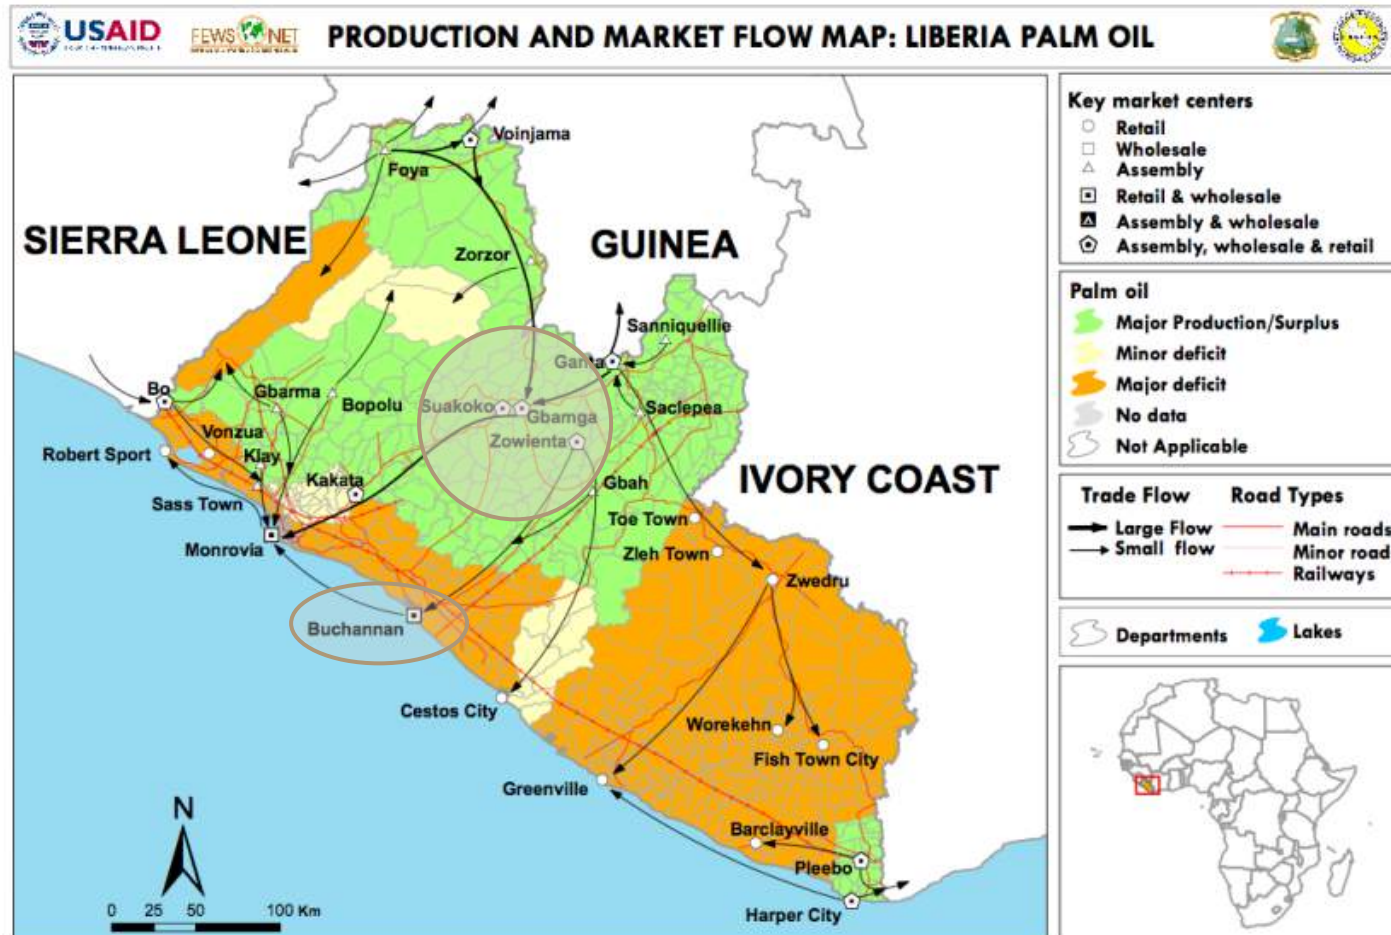 USAID
FEWS NET
PRODUCTION AND MARKET FLOW MAP: LIBERIA PALM OIL
Voinjama
Foya
SIERRA LEONE
GUINEA
Zorzor
Sanniquellie
Ganta
Bo
Gbarma
Bopolu
Suakoko
Gbamga
Saclepea
Vonzua
Zowienta
Robert Sport
Klay
Kakata
Gbah
IVORY COAST
Sass Town
Toe Town
Monrovia
Zleh Town
Zwedru
Buchannan
Cestos City
Worekehn
Fish Town City
Greenville
Barclayville
Pleebo
Harper City
N
0 25 50 100 Km
Key market centers
Retail
Wholesale
Assembly
Retail & wholesale
Assembly & wholesale
Assembly, wholesale & retail
Palm oil
Major Production/Surplus
Minor deficit
Major deficit
No data
Not Applicable
Trade Flow Road Types
Large Flow Main roads
Small flow Minor road
Railways
Departments Lakes